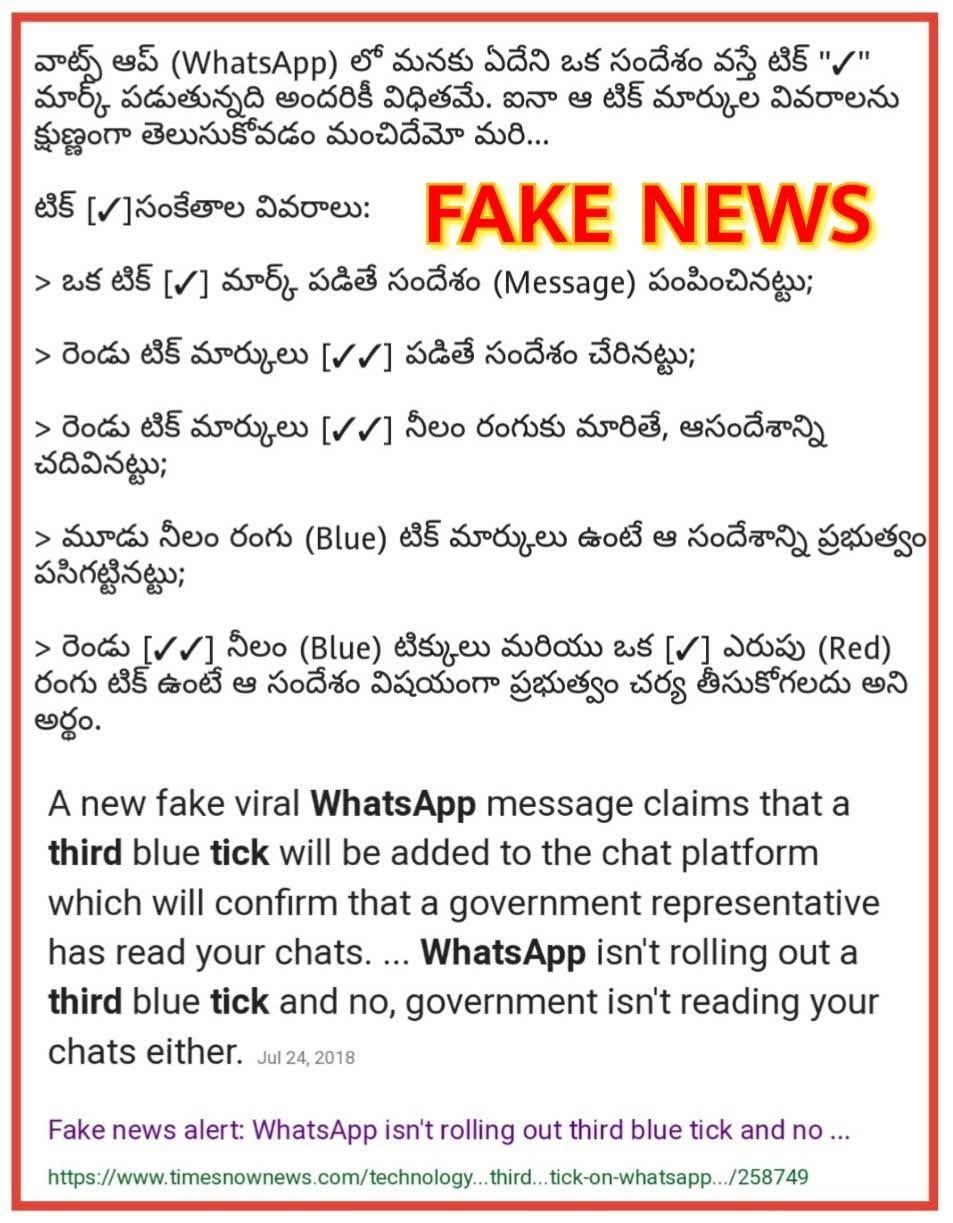 వాట్స్ ఆప్ (WhatsApp) లో మనకు ఏదేని ఒక సందేశం వస్తే టిక్ "✓"
మార్క్ పడుతున్నది అందరికీ విధితమే. ఐనా ఆ టిక్ మార్కుల వివరాలను
క్షుణ్ణంగా తెలుసుకోవడం మంచిదేమో మరి...
టిక్ [✓]సంకేతాల వివరాలు:
FAKE NEWS
> ఒక టిక్ [✓] మార్క్ పడితే సందేశం (Message) పంపించినట్టు;
> రెండు టిక్ మార్కులు [✓✓] పడితే సందేశం చేరినట్టు;
> రెండు టిక్ మార్కులు [✓✓] నీలం రంగుకు మారితే, ఆసందేశాన్ని
చదివినట్టు;
> మూడు నీలం రంగు (Blue) టిక్ మార్కులు ఉంటే ఆ సందేశాన్ని ప్రభుత్వం
పసిగట్టినట్టు;
> రెండు [✓✓] నీలం (Blue) టిక్కులు మరియు ఒక [✓] ఎరుపు (Red)
రంగు టిక్ ఉంటే ఆ సందేశం విషయంగా ప్రభుత్వం చర్య తీసుకోగలదు అని
అర్థం.
A new fake viral WhatsApp message claims that a
third blue tick will be added to the chat platform
which will confirm that a government representative
has read your chats. ... WhatsApp isn't rolling out a
third blue tick and no, government isn't reading your
chats either. Jul 24, 2018
Fake news alert: WhatsApp isn't rolling out third blue tick and no ...
https://www.timesnownews.com/technology...third...tick-on-whatsapp.../258749